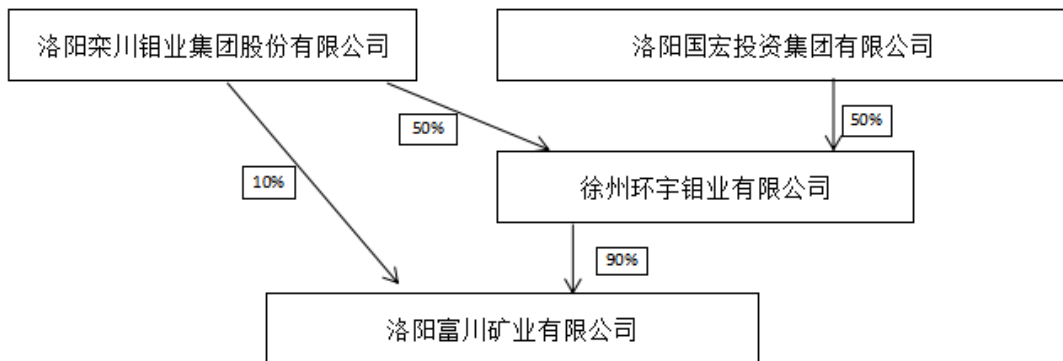 洛阳栾川钼业集团股份有限公司
洛阳国宏投资集团有限公司
50%
50%
10%
徐州环宇钼业有限公司
90%
洛阳富川矿业有限公司